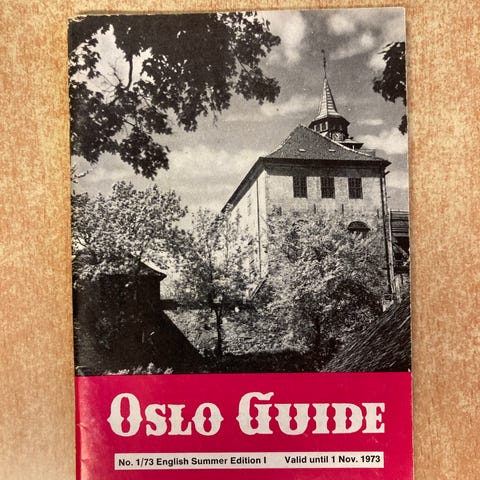 OSLO GUIDE
No. 1/73 English Summer Edition I Valid until 1 Nov. 1973